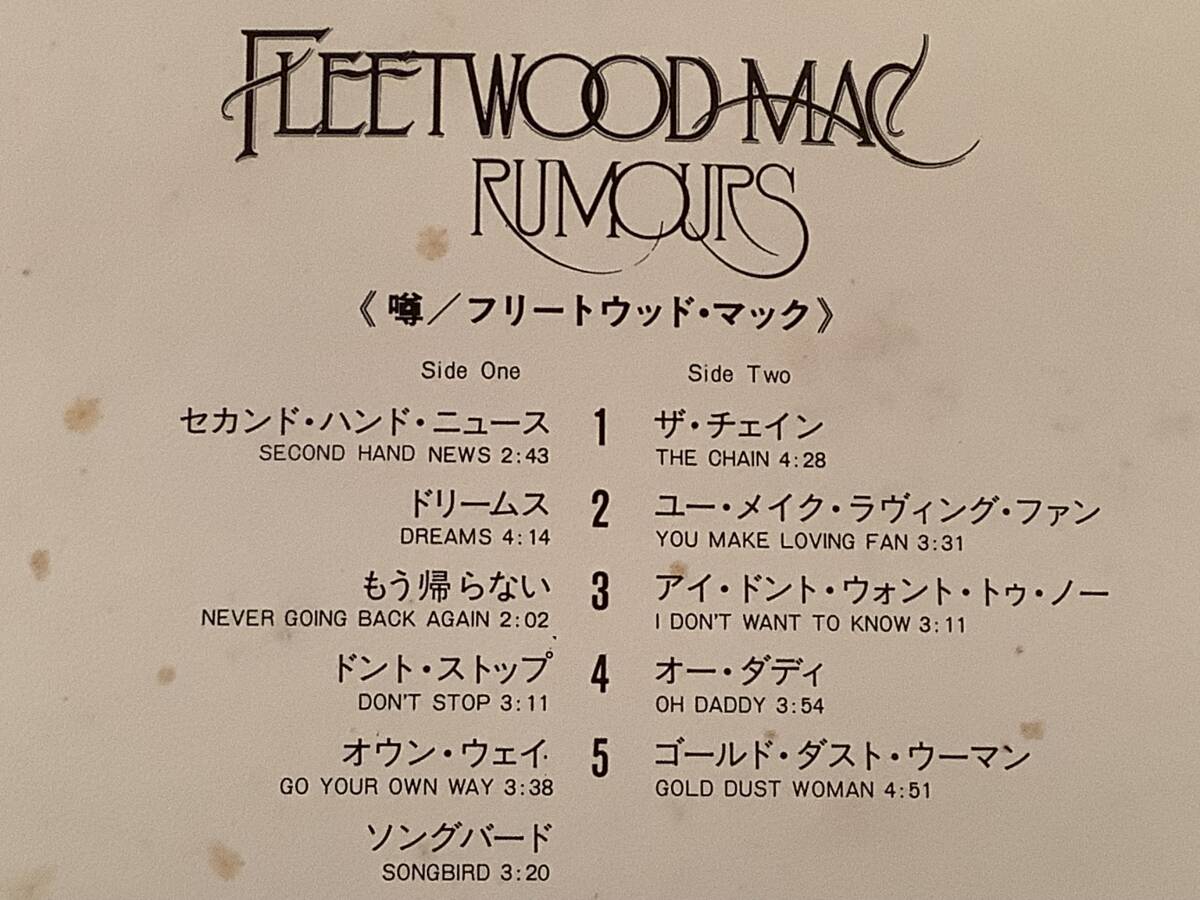 FLEETWOOD MAC
RUMOURS
《噂／フリートウッド・マック》
Side One
セカンド・ハンド・ニュース
SECOND HAND NEWS 2:43
ドリームス
DREAMS 4:14
もう帰らない
NEVER GOING BACK AGAIN 2:02
ドント・ストップ
DON'T STOP 3:11
オウン・ウェイ
GO YOUR OWN WAY 3:38
ソングバード
SONGBIRD 3:20
1
2
3
4
5
Side Two
ザ・チェイン
THE CHAIN 4:28
ユー・メイク・ラヴィング・ファン
YOU MAKE LOVING FAN 3:31
アイ・ドント・ウォント・トゥ・ノー
I DON'T WANT TO KNOW 3:11
オー・ダディ
OH DADDY 3:54
ゴールド・ダスト・ウーマン
GOLD DUST WOMAN 4:51